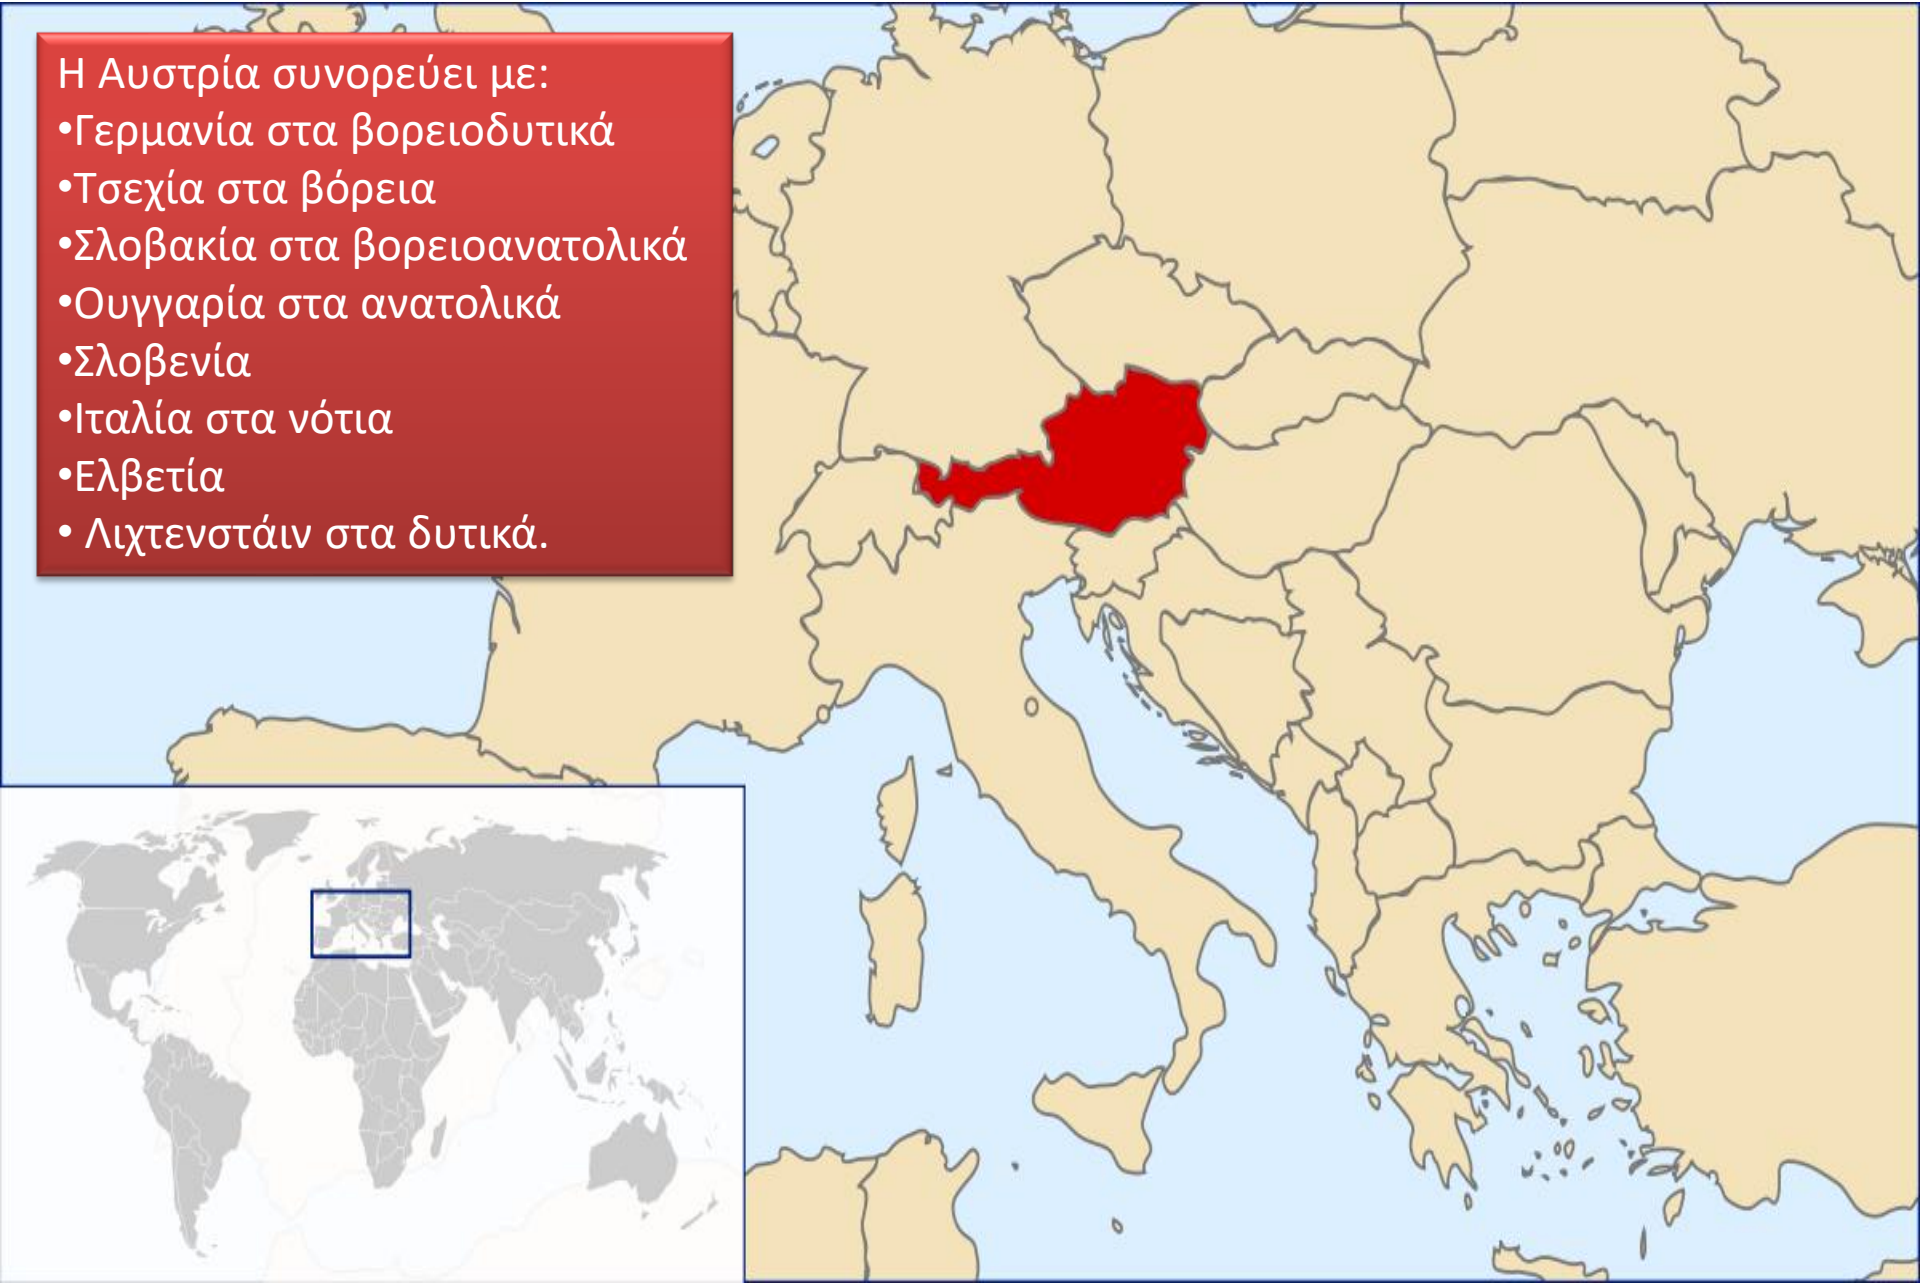 Η Αυστρία συνορεύει με:
•Γερμανία στα βορειοδυτικά
•Τσεχία στα βόρεια
•Σλοβακία στα βορειοανατολικά
•Ουγγαρία στα ανατολικά
•Σλοβενία
•Ιταλία στα νότια
•Ελβετία
• Λιχτενστάιν στα δυτικά.